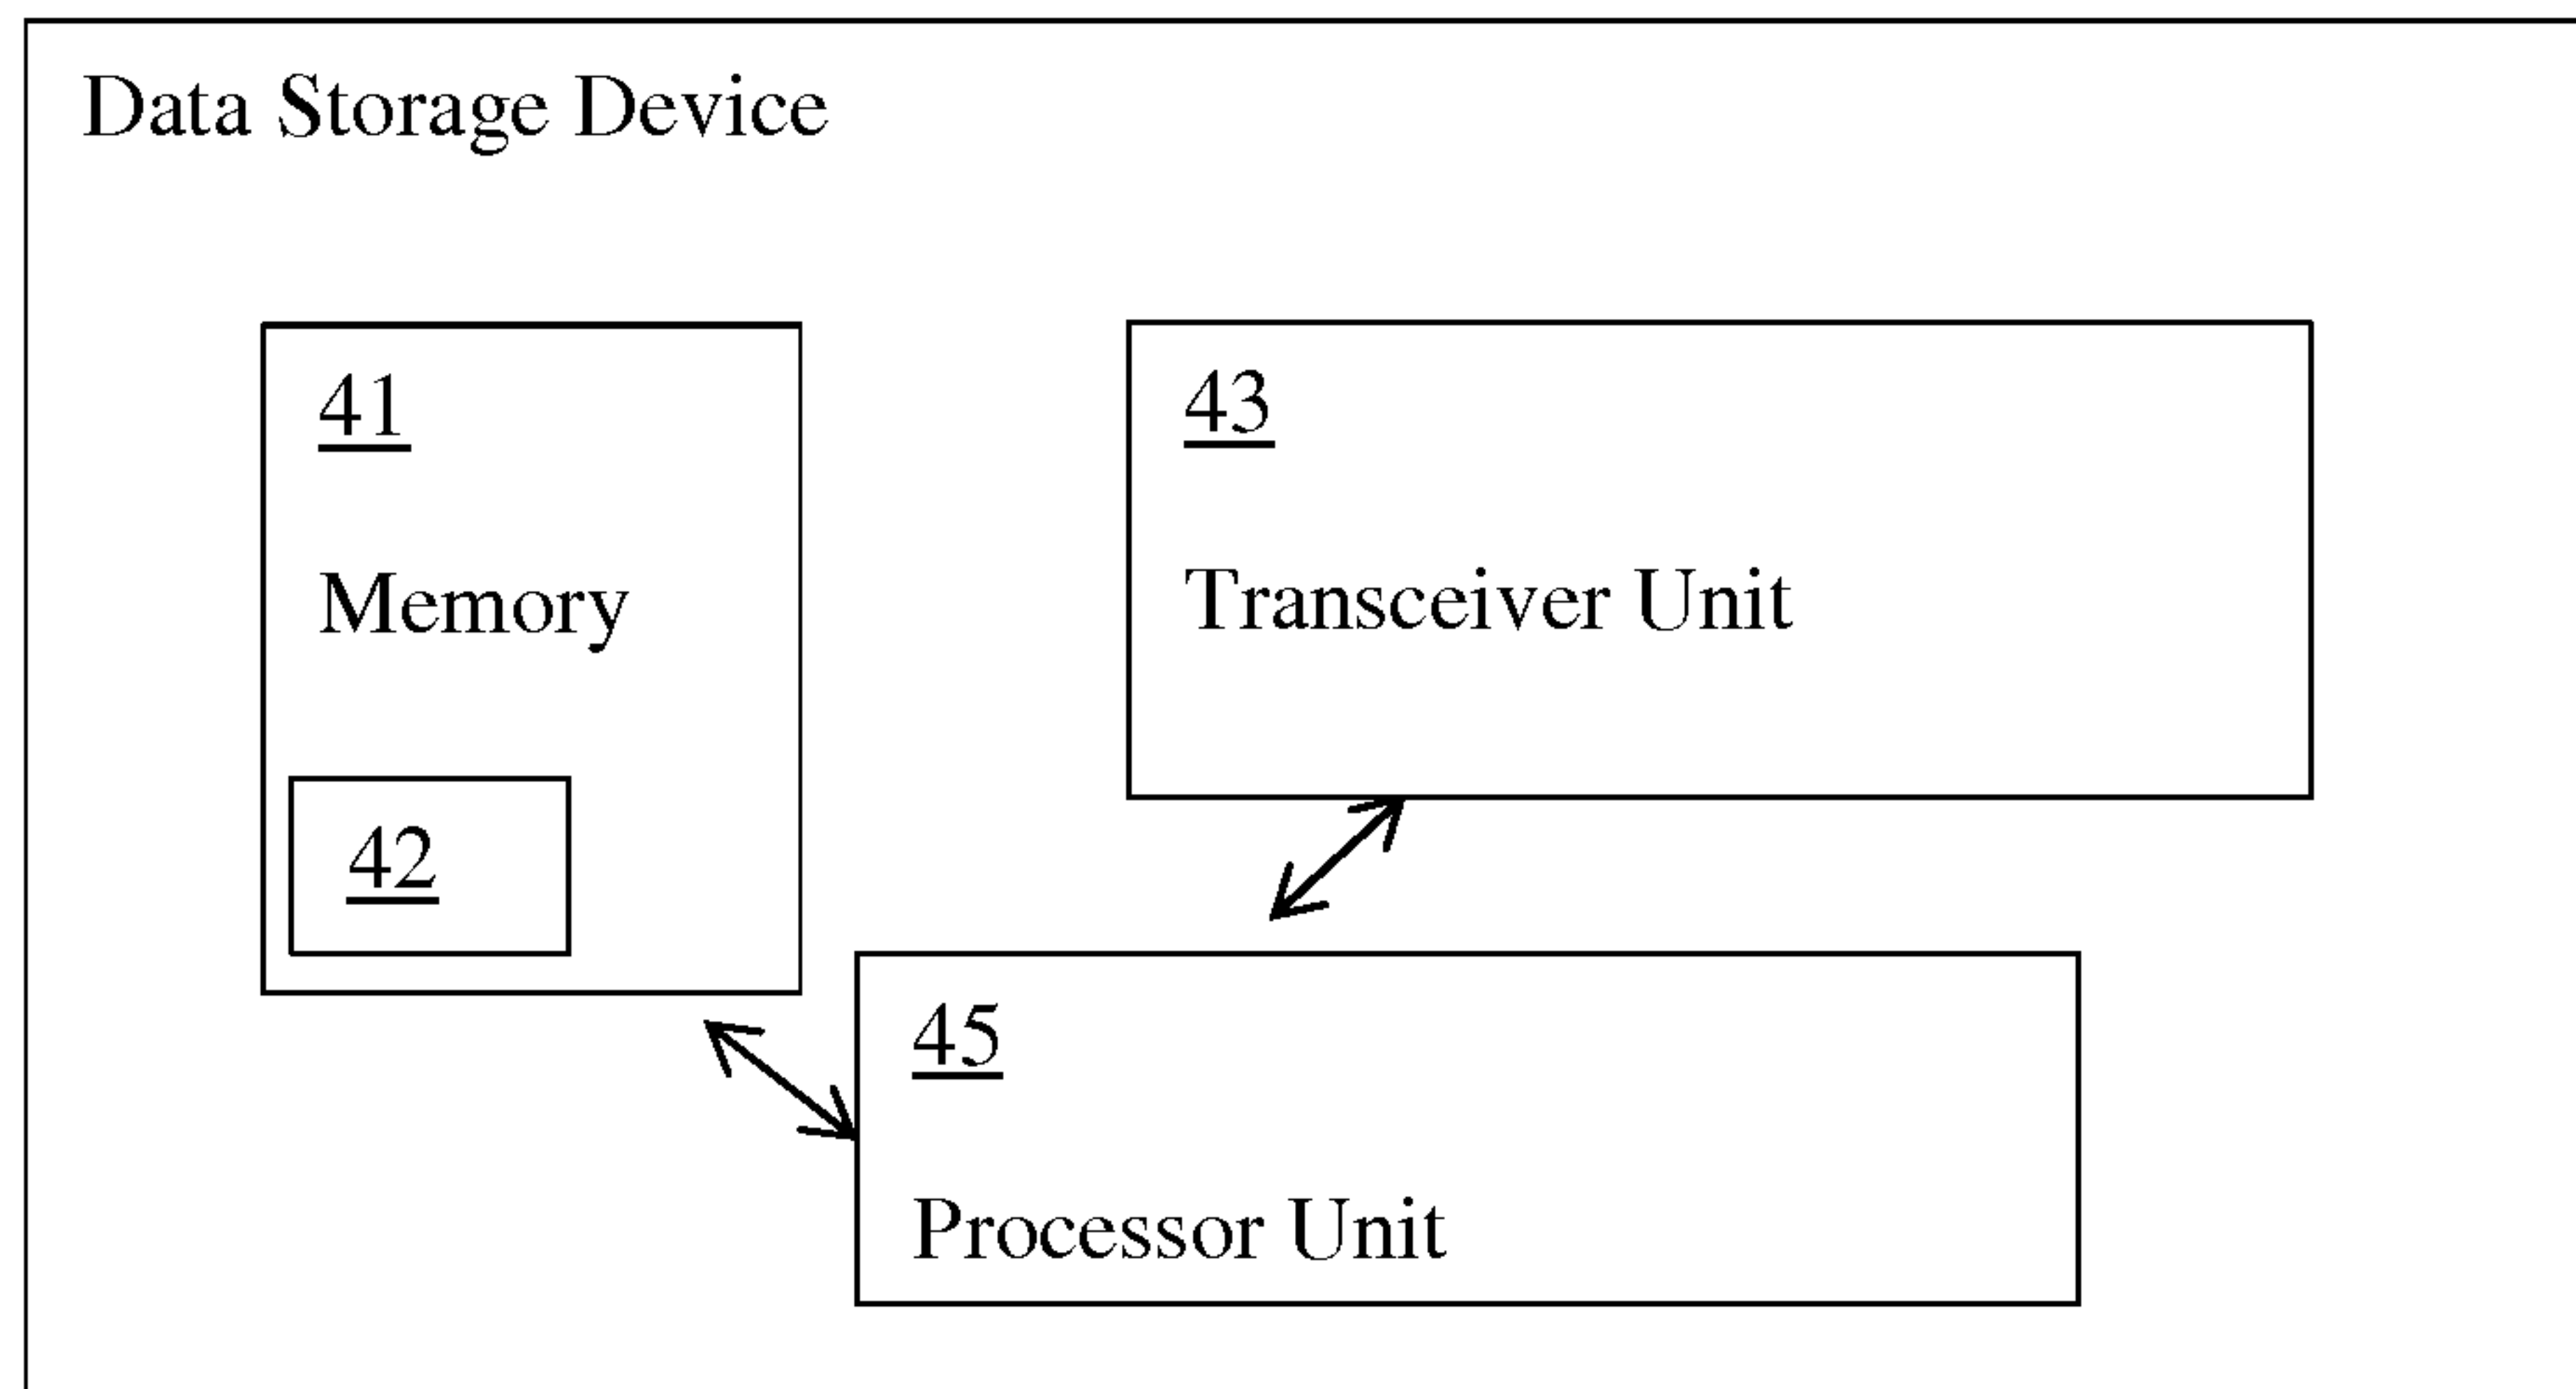 Data Storage Device
41
Memory
42
43
Transceiver Unit
45
Processor Unit